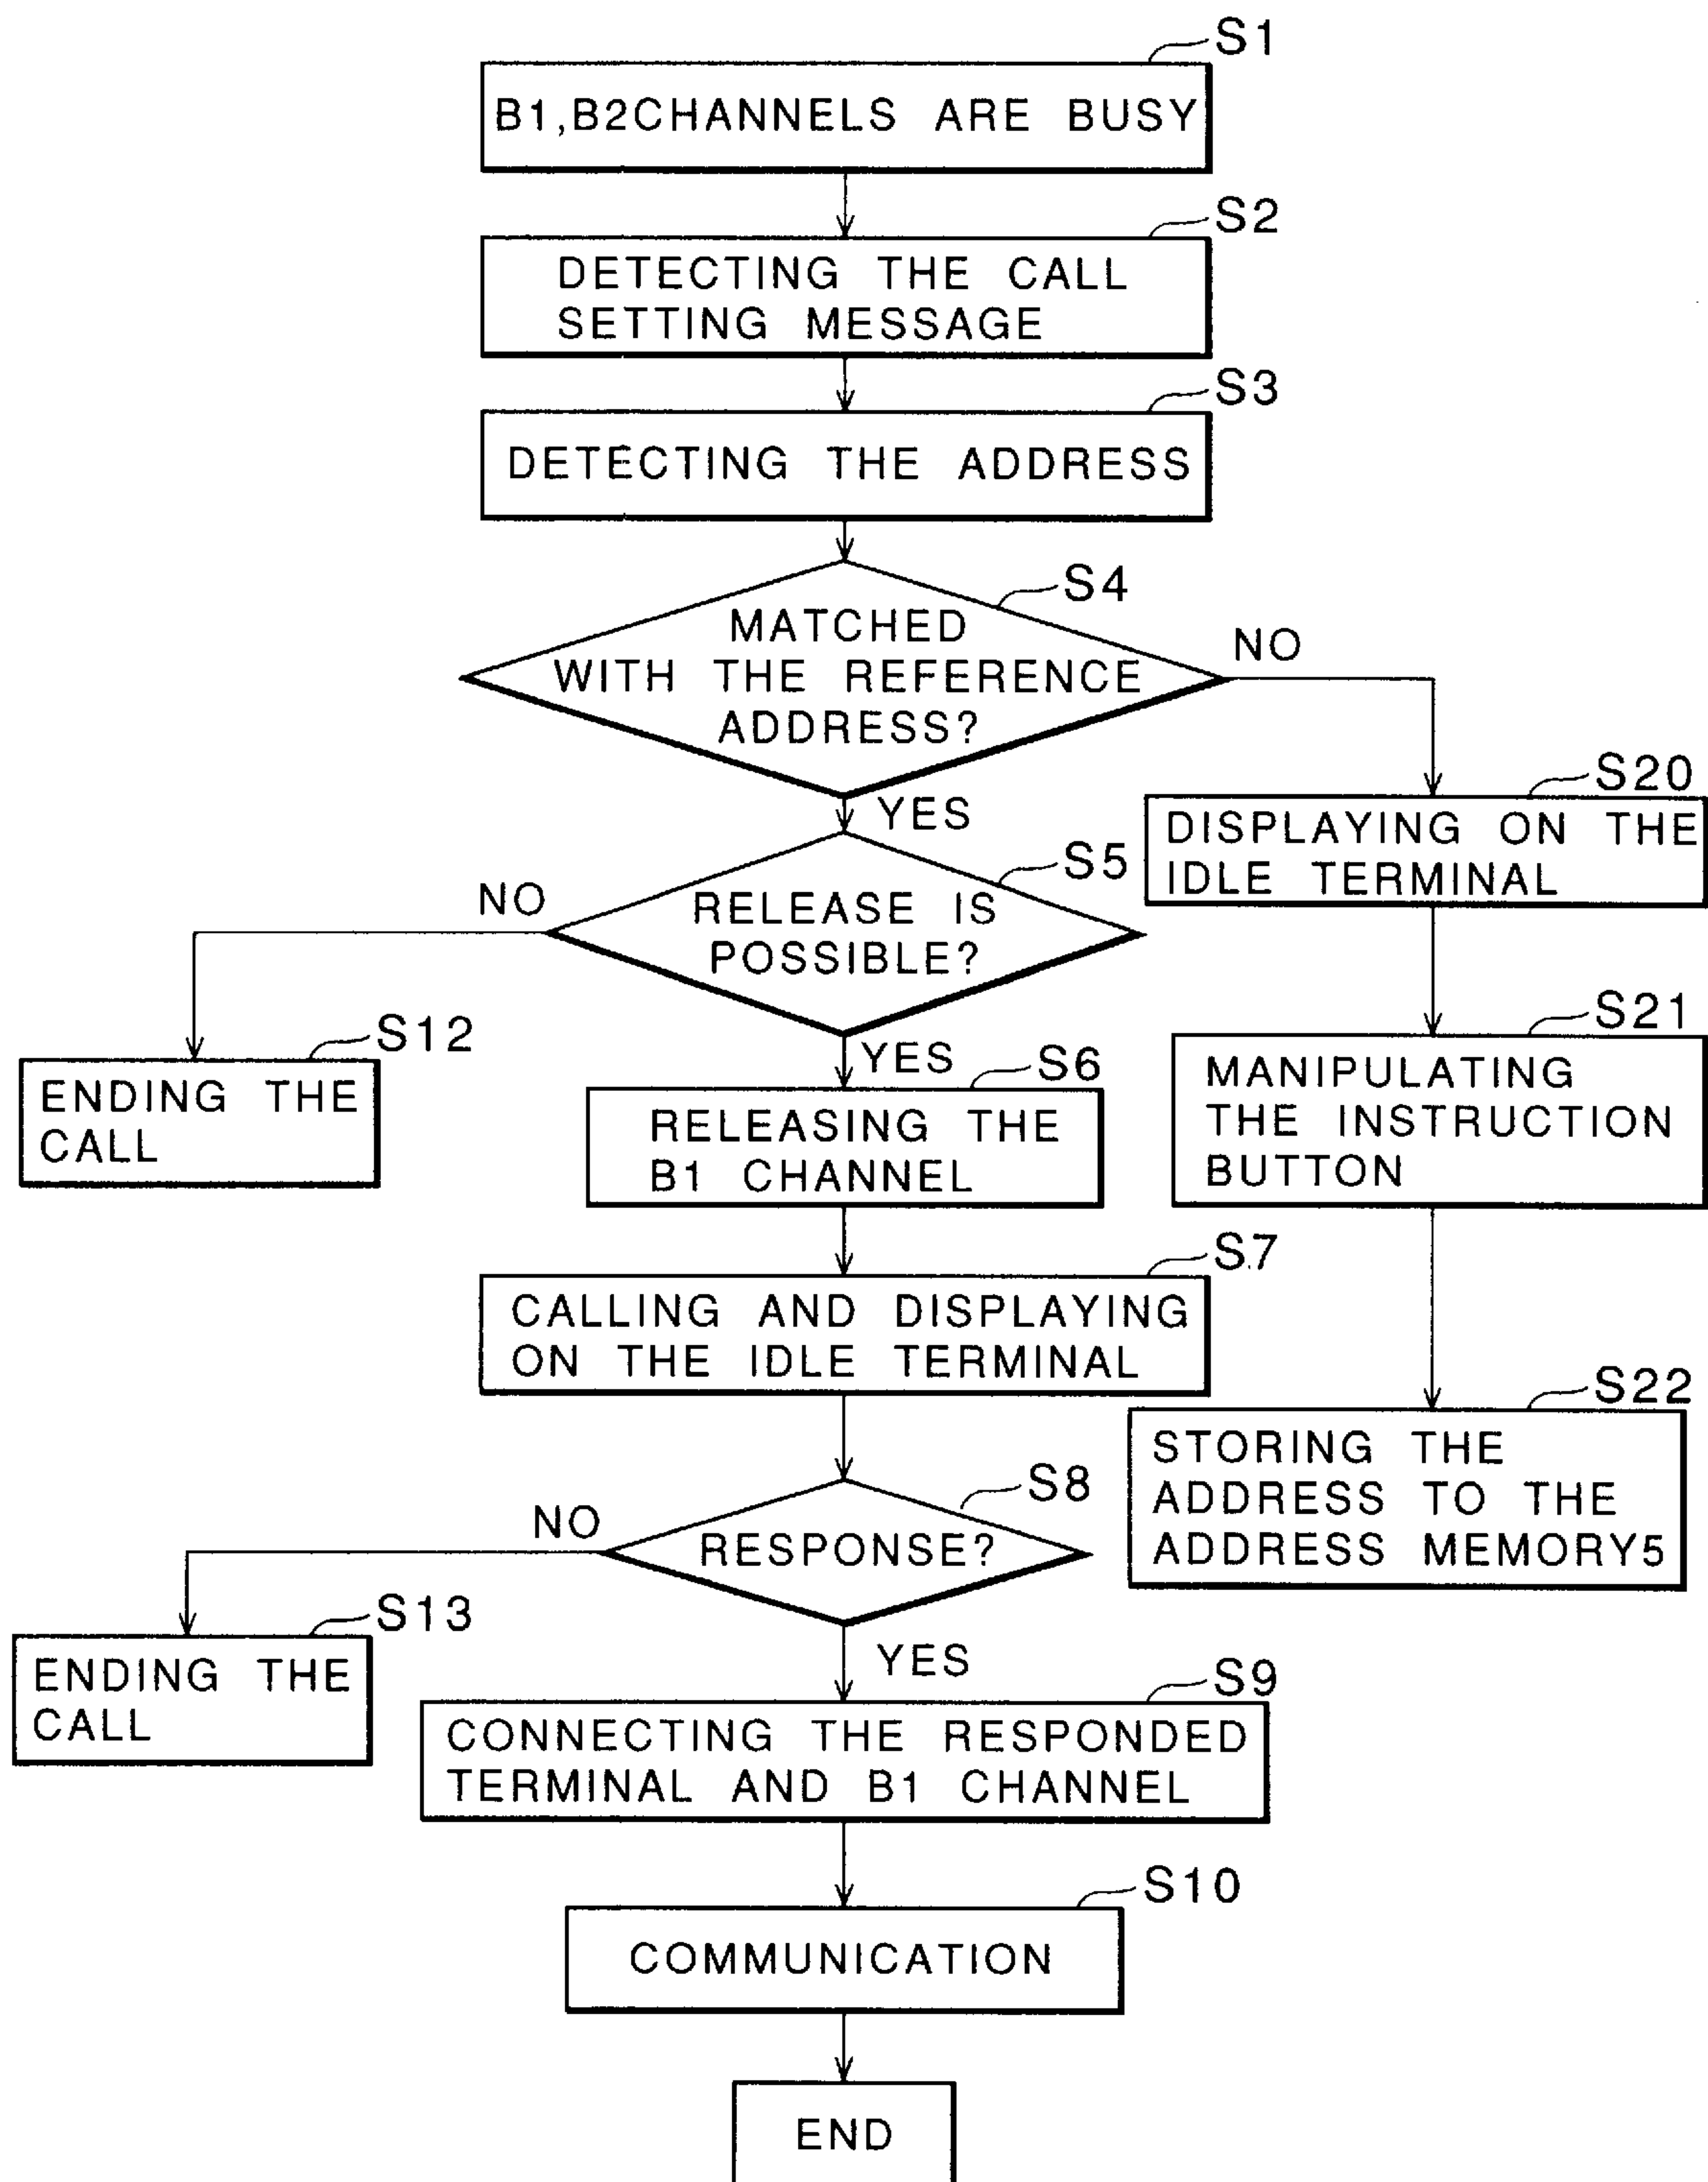 S1
B1,B2CHANNELS ARE BUSY
S2
DETECTING THE CALL
SETTING MESSAGE
S3
DETECTING THE ADDRESS
S4
MATCHED
WITH THE REFERENCE
ADDRESS?
NO
YES
S20
DISPLAYING ON THE
IDLE TERMINAL
S5
RELEASE IS
POSSIBLE?
NO
YES
S12
ENDING THE
CALL
S21
MANIPULATING
THE INSTRUCTION
BUTTON
S6
RELEASING THE
B1 CHANNEL
S7
CALLING AND DISPLAYING
ON THE IDLE TERMINAL
S22
STORING THE
ADDRESS TO THE
ADDRESS MEMORY5
S8
RESPONSE?
NO
YES
S13
ENDING THE
CALL
S9
CONNECTING THE RESPONDED
TERMINAL AND B1 CHANNEL
S10
COMMUNICATION
END